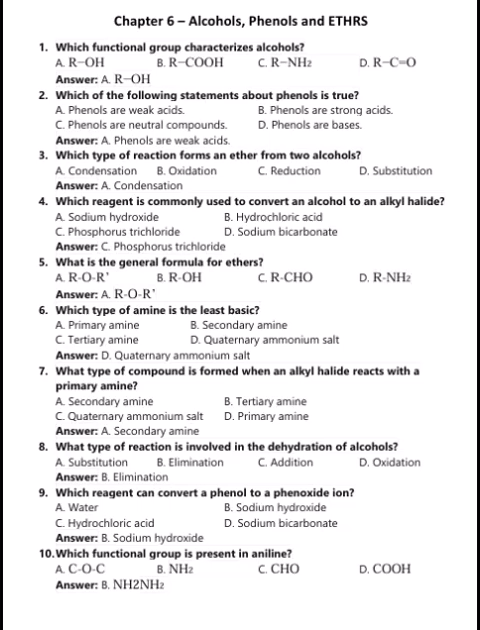 Chapter 6 – Alcohols, Phenols and ETHRS
1. Which functional group characterizes alcohols?
A. R−OH B. R−COOH C. R−NH₂ D. R−C=O
Answer: A. R−OH
2. Which of the following statements about phenols is true?
A. Phenols are weak acids. B. Phenols are strong acids.
C. Phenols are neutral compounds. D. Phenols are bases.
Answer: A. Phenols are weak acids.
3. Which type of reaction forms an ether from two alcohols?
A. Condensation B. Oxidation C. Reduction D. Substitution
Answer: A. Condensation
4. Which reagent is commonly used to convert an alcohol to an alkyl halide?
A. Sodium hydroxide B. Hydrochloric acid
C. Phosphorus trichloride D. Sodium bicarbonate
Answer: C. Phosphorus trichloride
5. What is the general formula for ethers?
A. R-O-R' B. R-OH C. R-CHO D. R-NH₂
Answer: A. R-O-R'
6. Which type of amine is the least basic?
A. Primary amine B. Secondary amine
C. Tertiary amine D. Quaternary ammonium salt
Answer: D. Quaternary ammonium salt
7. What type of compound is formed when an alkyl halide reacts with a
primary amine?
A. Secondary amine B. Tertiary amine
C. Quaternary ammonium salt D. Primary amine
Answer: A. Secondary amine
8. What type of reaction is involved in the dehydration of alcohols?
A. Substitution B. Elimination C. Addition D. Oxidation
Answer: B. Elimination
9. Which reagent can convert a phenol to a phenoxide ion?
A. Water B. Sodium hydroxide
C. Hydrochloric acid D. Sodium bicarbonate
Answer: B. Sodium hydroxide
10. Which functional group is present in aniline?
A. C-O-C B. NH₂ C. CHO D. COOH
Answer: B. NH2NH₂